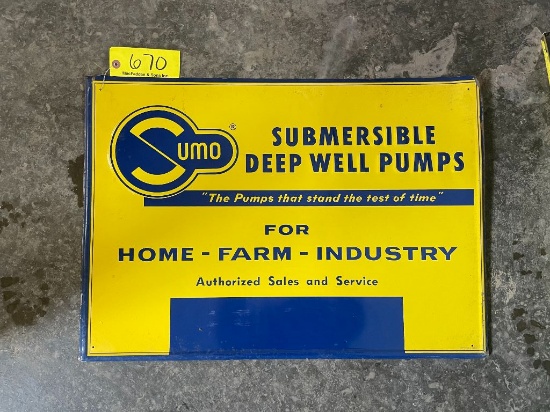 670
SUMO ®
SUBMERSIBLE
DEEP WELL PUMPS
"The Pumps that stand the test of time"
FOR
HOME - FARM - INDUSTRY
Authorized Sales and Service